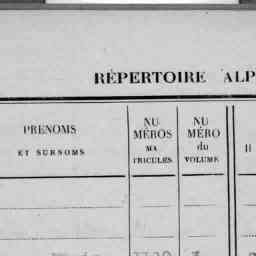 RÉPERTOIRE ALP
PRENOMS
ET SURNOMS
NU
MÉROS
MA
TRICULES
NU
MÉRO
du
VOLUME